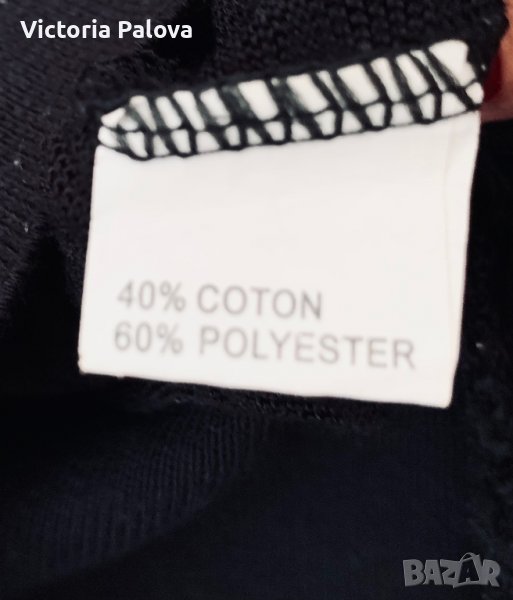 Victoria Palova
40% COTON
60% POLYESTER
BAZAR